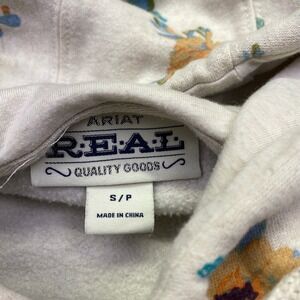 ARIAT
R·E·A·L
QUALITY GOODS
S/P
MADE IN CHINA